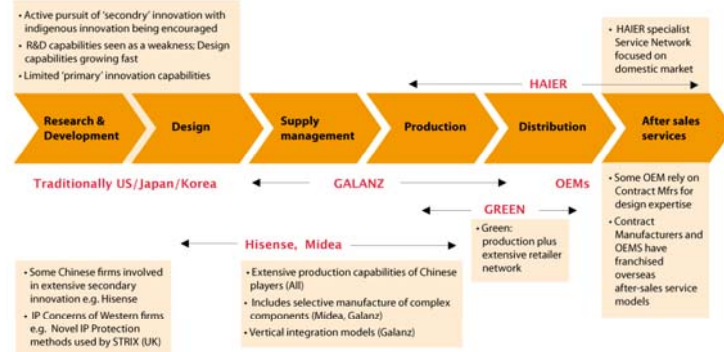 • Active pursuit of ‘secondry’ innovation with
indigenous innovation being encouraged
• R&D capabilities seen as a weakness; Design
capabilities growing fast
• Limited ‘primary’ innovation capabilities
• HAIER specialist
Service Network
focused on
domestic market
HAIER
Research &
Development
Design
Supply
management
Production
Distribution
After sales
services
Traditionally US/Japan/Korea
GALANZ
OEMs
GREEN
• Green:
production plus
extensive retailer
network
• Some OEM rely on
Contract Mfrs for
design expertise
• Contract
Manufacturers and
OEMS have
franchised
overseas
after-sales service
models
Hisense, Midea
• Some Chinese firms involved
in extensive secondary
innovation e.g. Hisense
• IP Concerns of Western firms
e.g. Novel IP Protection
methods used by STRIX (UK)
• Extensive production capabilities of Chinese
players (All)
• Includes selective manufacture of complex
components (Midea, Galanz)
• Vertical integration models (Galanz)